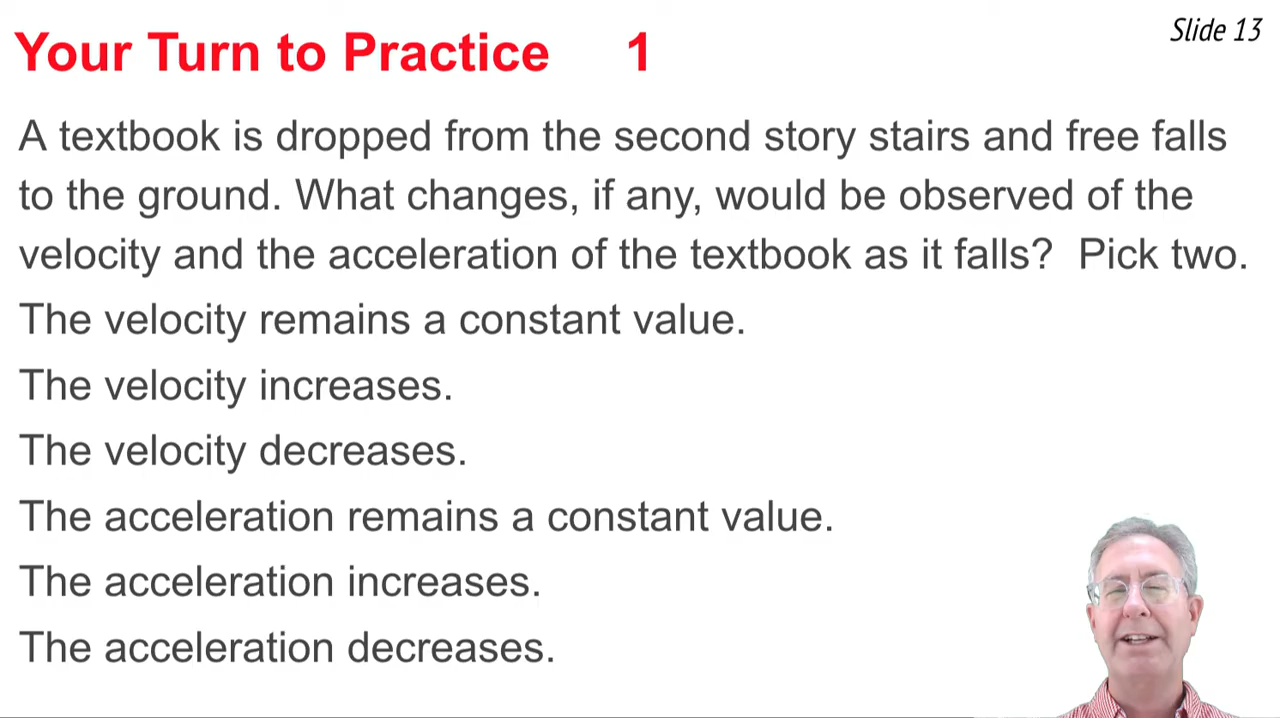 Slide 13
Your Turn to Practice 1
A textbook is dropped from the second story stairs and free falls
to the ground. What changes, if any, would be observed of the
velocity and the acceleration of the textbook as it falls? Pick two.
The velocity remains a constant value.
The velocity increases.
The velocity decreases.
The acceleration remains a constant value.
The acceleration increases.
The acceleration decreases.